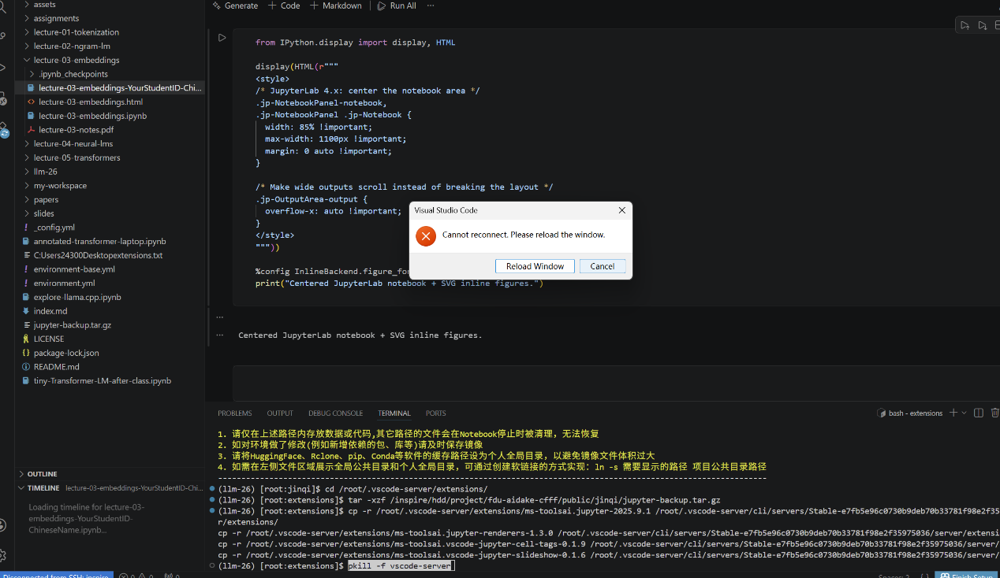 Generate + Code + Markdown Run All ...
assets
assignments
lecture-01-tokenization
lecture-02-ngram-lm
lecture-03-embeddings
.ipynb_checkpoints
lecture-03-embeddings-YourStudentID-Chi...
lecture-03-embeddings.html
lecture-03-embeddings.ipynb
lecture-03-notes.pdf
lecture-04-neural-lms
lecture-05-transformers
llm-26
my-workspace
papers
slides
_config.yml
annotated-transformer-laptop.ipynb
C:Users24300Desktopextensions.txt
environment-base.yml
environment.yml
explore-llama.cpp.ipynb
index.md
jupyter-backup.tar.gz
LICENSE
package-lock.json
README.md
tiny-Transformer-LM-after-class.ipynb
OUTLINE
TIMELINE lecture-03-embeddings-YourStudentID-Chi...
Loading timeline for lecture-03-
embeddings-YourStudentID-
ChineseName.ipynb...
from IPython.display import display, HTML
display(HTML(r"""
<style>
/* JupyterLab 4.x: center the notebook area */
.jp-NotebookPanel-notebook,
.jp-NotebookPanel .jp-Notebook {
width: 85% !important;
max-width: 1100px !important;
margin: 0 auto !important;
}
/* Make wide outputs scroll instead of breaking the layout */
.jp-OutputArea-output {
overflow-x: auto !important;
}
</style>
"""))
%config InlineBackend.figure_for
print("Centered JupyterLab notebook + SVG inline figures.")
Visual Studio Code
Cannot reconnect. Please reload the window.
Reload Window
Cancel
...
... Centered JupyterLab notebook + SVG inline figures.
PROBLEMS OUTPUT DEBUG CONSOLE TERMINAL PORTS
bash - extensions
1. 请仅在上述路径内存放数据或代码,其它路径的文件会在Notebook停止时被清理，无法恢复
2. 如对环境做了修改(例如新增依赖的包、库等)请及时保存镜像
3. 请将HuggingFace、Rclone、pip、Conda等软件的缓存路径设为个人全局目录，以避免镜像文件体积过大
4. 如需在左侧文件区域展示全局公共目录和个人全局目录，可通过创建软链接的方式实现：ln -s 需要显示的路径 项目公共目录路径
(llm-26) [root:jinqi]$ cd /root/.vscode-server/extensions/
(llm-26) [root:extensions]$ tar -xzf /inspire/hdd/project/fdu-aidake-cfff/public/jinqi/jupyter-backup.tar.gz
(llm-26) [root:extensions]$ cp -r /root/.vscode-server/extensions/ms-toolsai.jupyter-2025.9.1 /root/.vscode-server/cli/servers/Stable-e7fb5e96c0730b9deb70b33781f98e2f35
r/extensions/
cp -r /root/.vscode-server/extensions/ms-toolsai.jupyter-renderers-1.3.0 /root/.vscode-server/cli/servers/Stable-e7fb5e96c0730b9deb70b33781f98e2f35975036/server/extensi
cp -r /root/.vscode-server/extensions/ms-toolsai.vscode-jupyter-cell-tags-0.1.9 /root/.vscode-server/cli/servers/Stable-e7fb5e96c0730b9deb70b33781f98e2f35975036/server/
cp -r /root/.vscode-server/extensions/ms-toolsai.vscode-jupyter-slideshow-0.1.6 /root/.vscode-server/cli/servers/Stable-e7fb5e96c0730b9deb70b33781f98e2f35975036/server/
(llm-26) [root:extensions]$ pkill -f vscode-server
Disconnected from SSH: inspire
0 0 0
Spaces: 2 Finish Setup